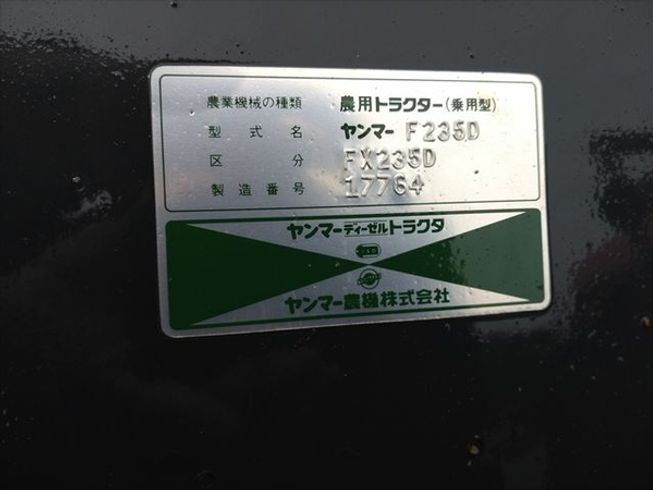 農業機械の種類 農用トラクター(乗用型)
型式名 ヤンマー F235D
区分 FX235D
製造番号 17764
ヤンマーディーゼルトラクタ
ヤンマー農機株式会社